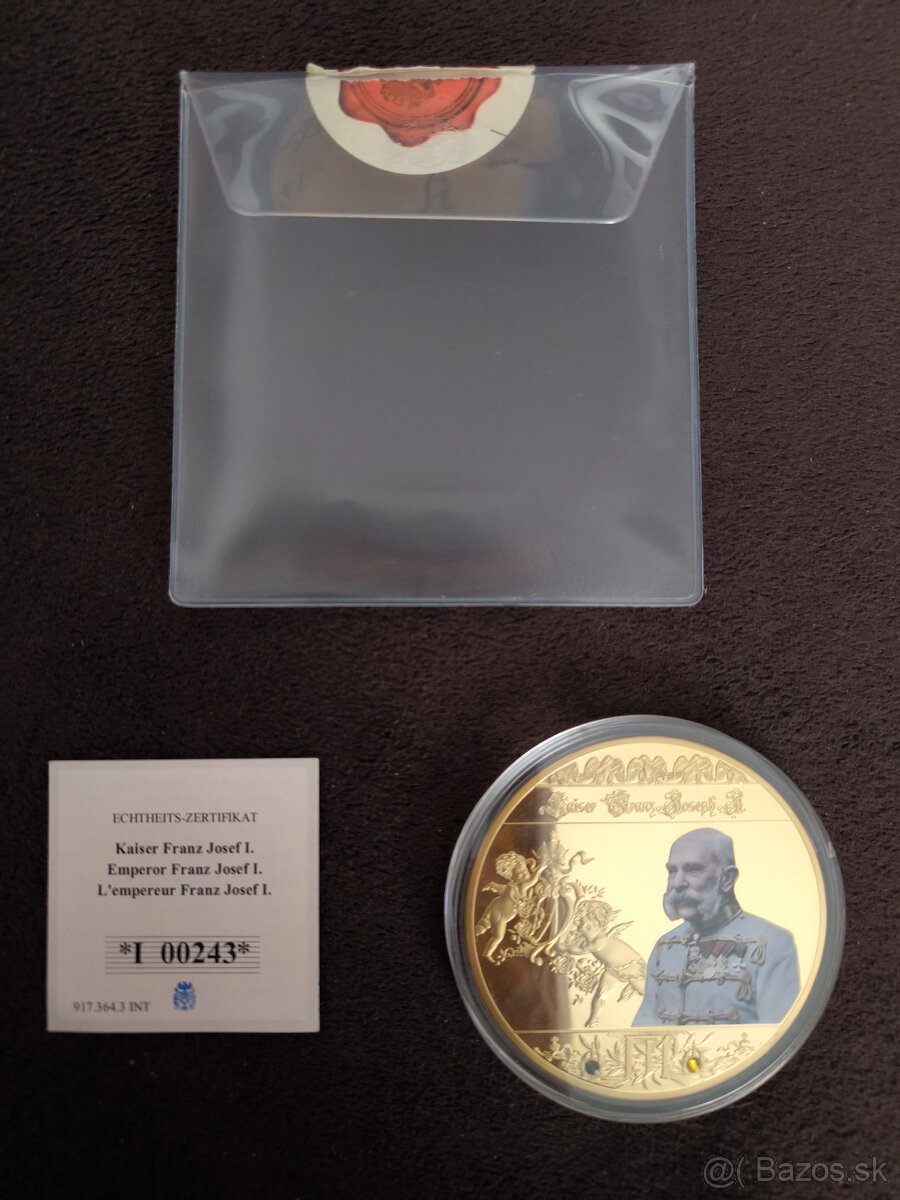 Kaiser Franz Joseph I.
ECHTHEITS-ZERTIFIKAT
Kaiser Franz Josef I.
Emperor Franz Josef I.
L'empereur Franz Josef I.
*I 00243*
917.364.3 INT
@( Bazos.sk